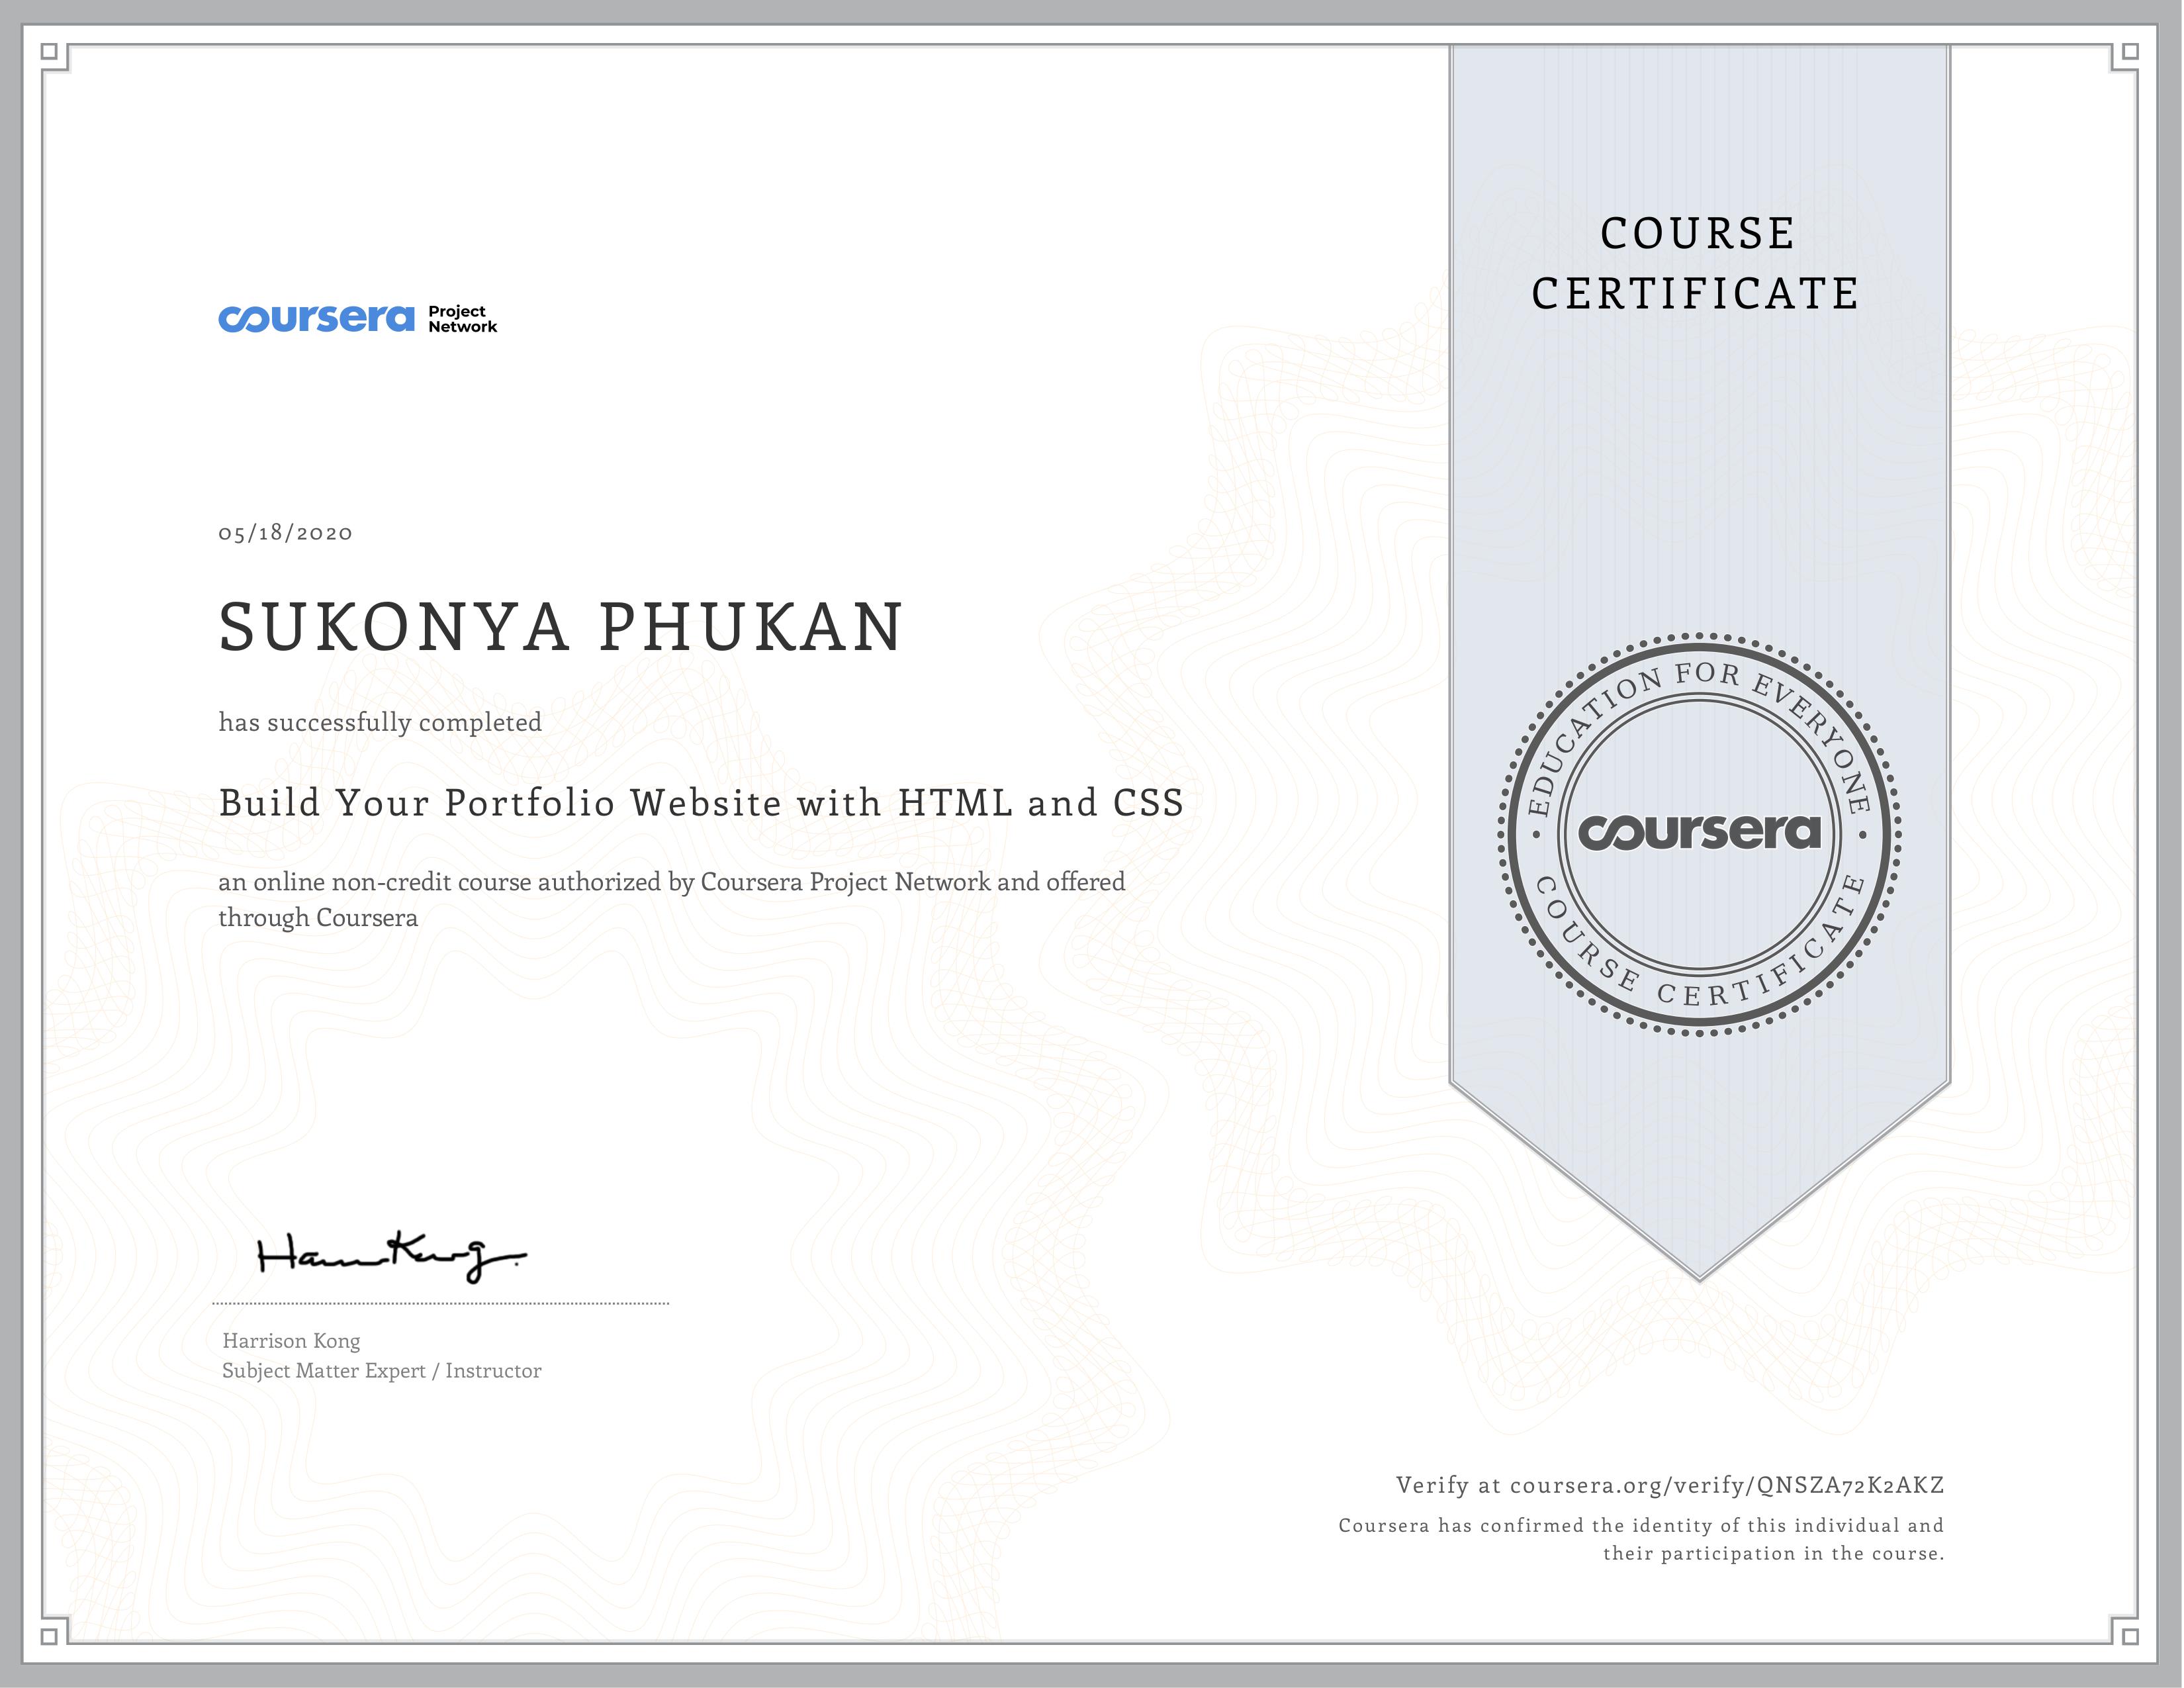 COURSE
CERTIFICATE
coursera Project
Network
05/18/2020
SUKONYA PHUKAN
has successfully completed
Build Your Portfolio Website with HTML and CSS
an online non-credit course authorized by Coursera Project Network and offered
through Coursera
EDUCATION FOR EVERYONE
coursera
COURSE CERTIFICATE
Harrison Kong
Subject Matter Expert / Instructor
Verify at coursera.org/verify/QNSZA72K2AKZ
Coursera has confirmed the identity of this individual and
their participation in the course.